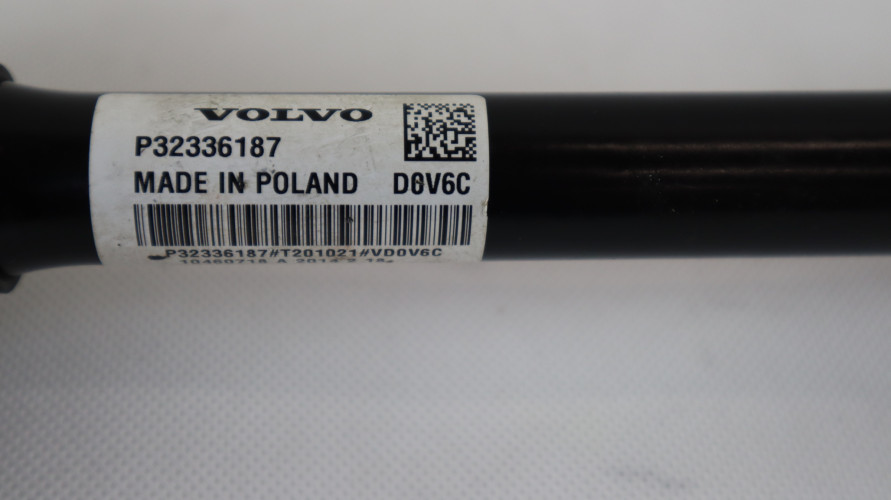 VOLVO
P32336187
MADE IN POLAND D0V6C
P32336187#T201021#VD0V6C